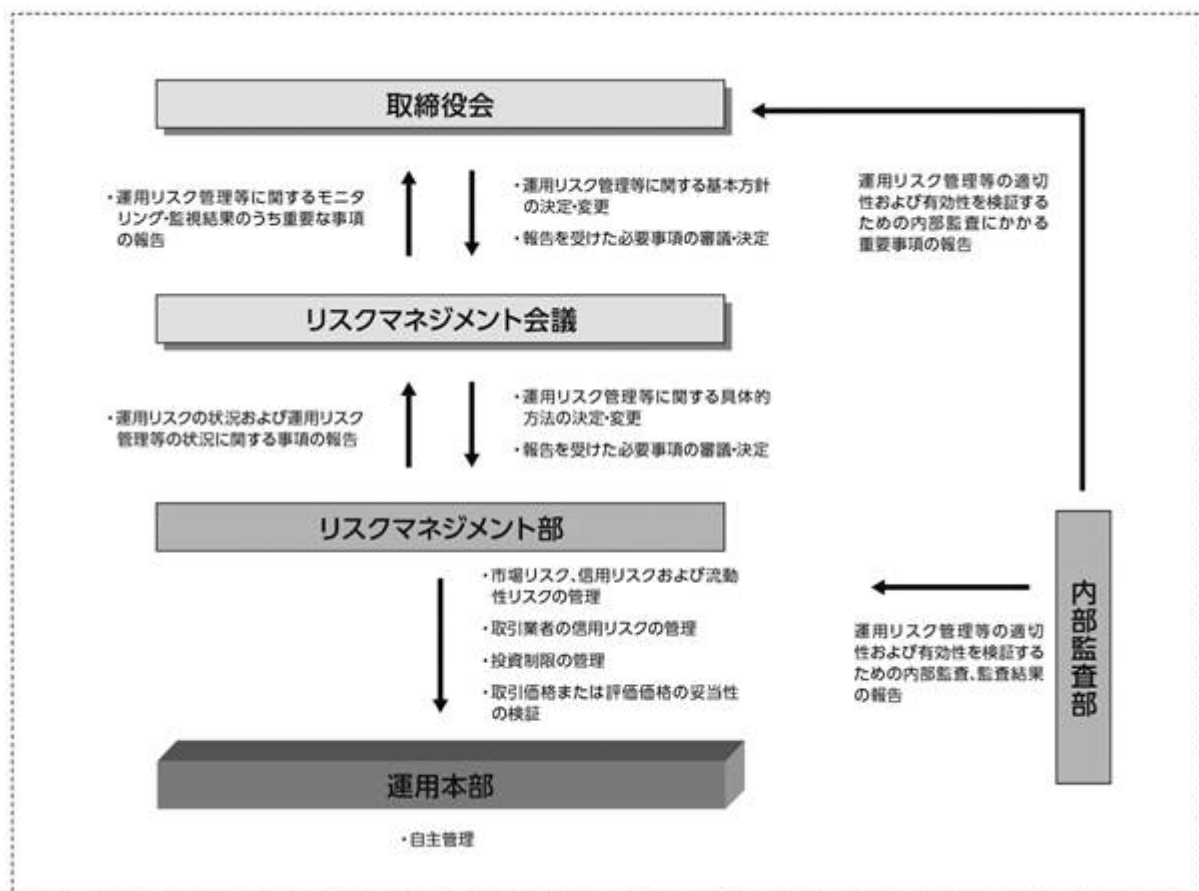 取締役会
・運用リスク管理等に関するモニタ
リング・監視結果のうち重要な事項
の報告
・運用リスク管理等に関する基本方針
の決定・変更
・報告を受けた必要事項の審議・決定
運用リスク管理等の適切
性および有効性を検証する
ための内部監査にかかる
重要事項の報告
リスクマネジメント会議
・運用リスクの状況および運用リスク
管理等の状況に関する事項の報告
・運用リスク管理等に関する具体的
方法の決定・変更
・報告を受けた必要事項の審議・決定
リスクマネジメント部
・市場リスク、信用リスクおよび流動
性リスクの管理
・取引業者の信用リスクの管理
・投資制限の管理
・取引価格または評価価格の妥当性
の検証
運用リスク管理等の適切
性および有効性を検証する
ための内部監査、監査結果
の報告
内部監査部
運用本部
・自主管理